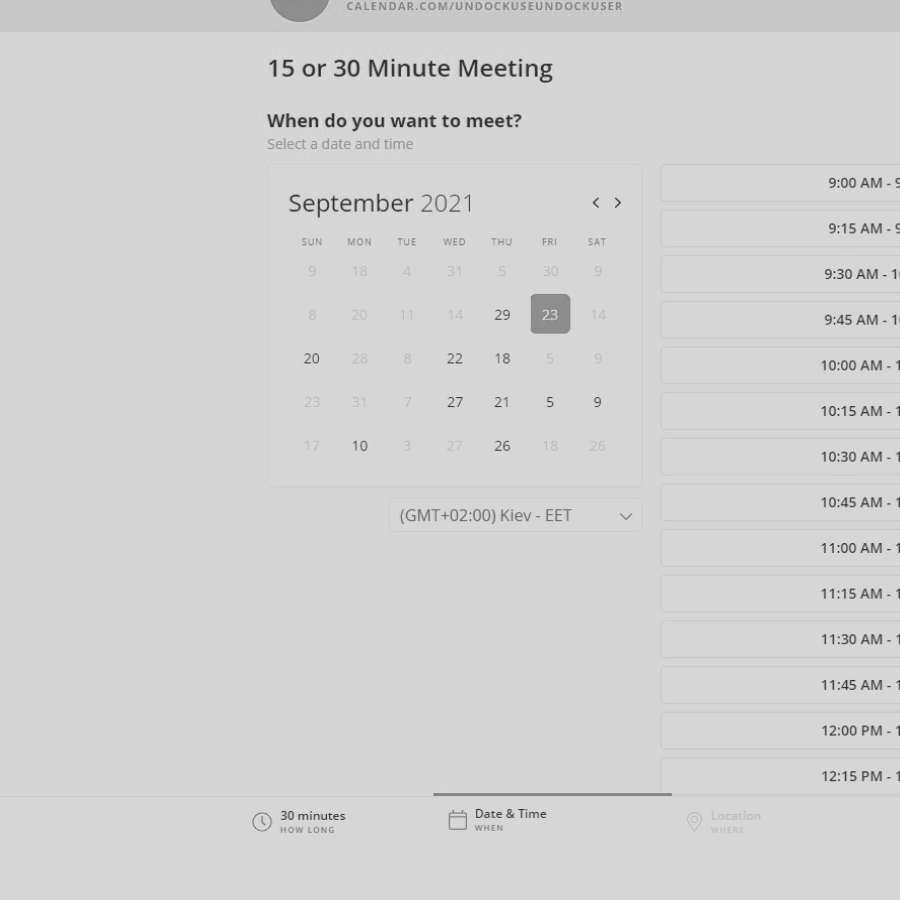 CALENDAR.COM/UNDOCKUSEUNDOCKUSER
15 or 30 Minute Meeting
When do you want to meet?
Select a date and time
September 2021
SUN MON TUE WED THU FRI SAT
9 18 4 31 5 30 9
8 20 11 14 29 23 14
20 28 8 22 18 5 9
23 31 7 27 21 5 9
17 10 3 27 26 18 26
(GMT+02:00) Kiev - EET
9:00 AM - 9
9:15 AM - 9
9:30 AM - 10
9:45 AM - 10
10:00 AM - 1
10:15 AM - 1
10:30 AM - 1
10:45 AM - 1
11:00 AM - 1
11:15 AM - 1
11:30 AM - 1
11:45 AM - 1
12:00 PM - 1
12:15 PM - 1
30 minutes
HOW LONG
Date & Time
WHEN
Location
WHERE